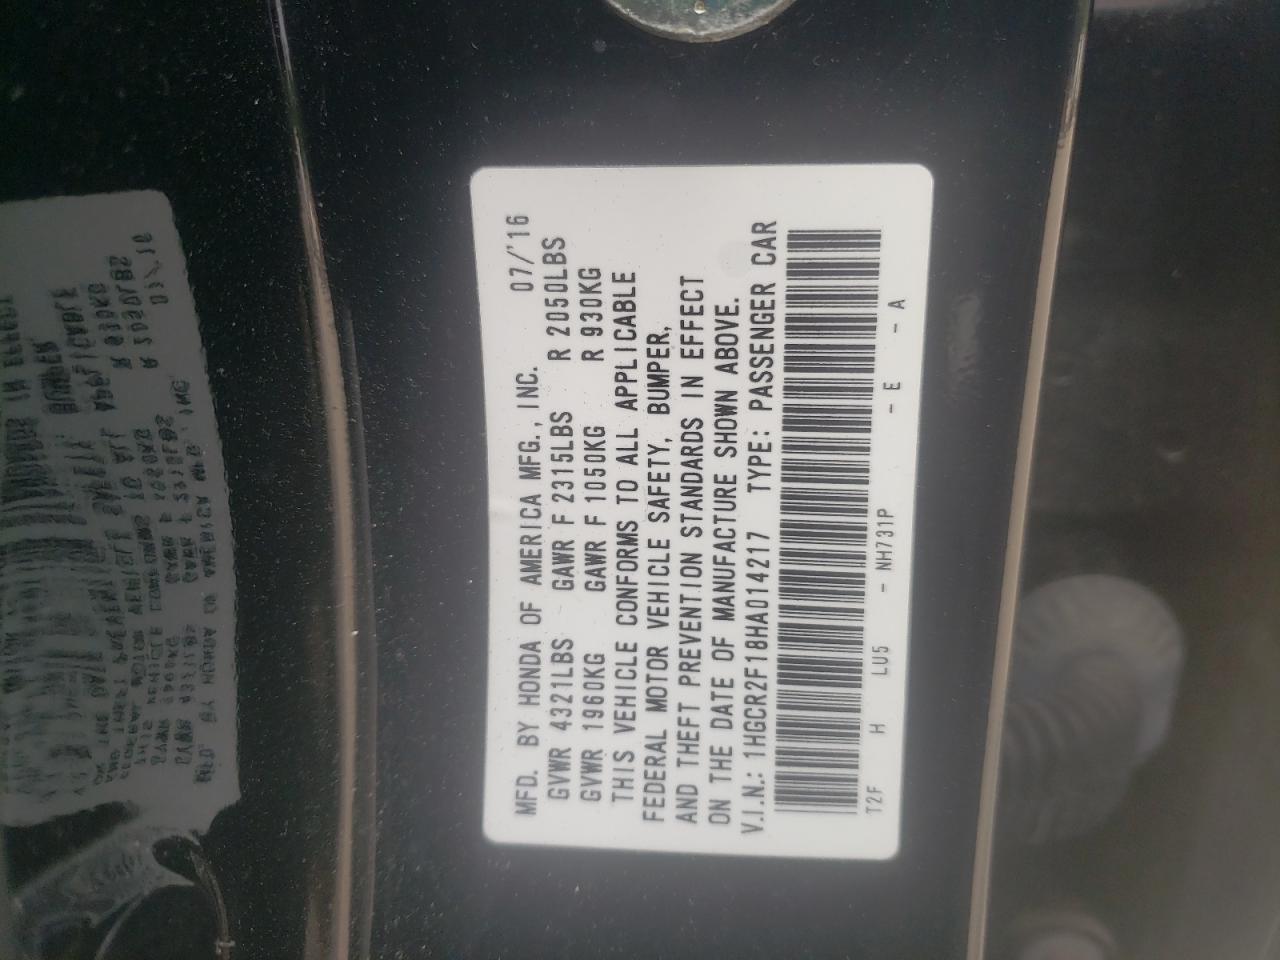 MFD. BY HONDA OF AMERICA MFG., INC. 07/'16
GVWR 4321LBS GAWR F 2315LBS R 2050LBS
GVWR 1960KG GAWR F 1050KG R 930KG
THIS VEHICLE CONFORMS TO ALL APPLICABLE
FEDERAL MOTOR VEHICLE SAFETY, BUMPER,
AND THEFT PREVENTION STANDARDS IN EFFECT
ON THE DATE OF MANUFACTURE SHOWN ABOVE.
V.I.N.: 1HGCR2F18HA014217 TYPE: PASSENGER CAR
T2F H LU5 - NH731P - E - A